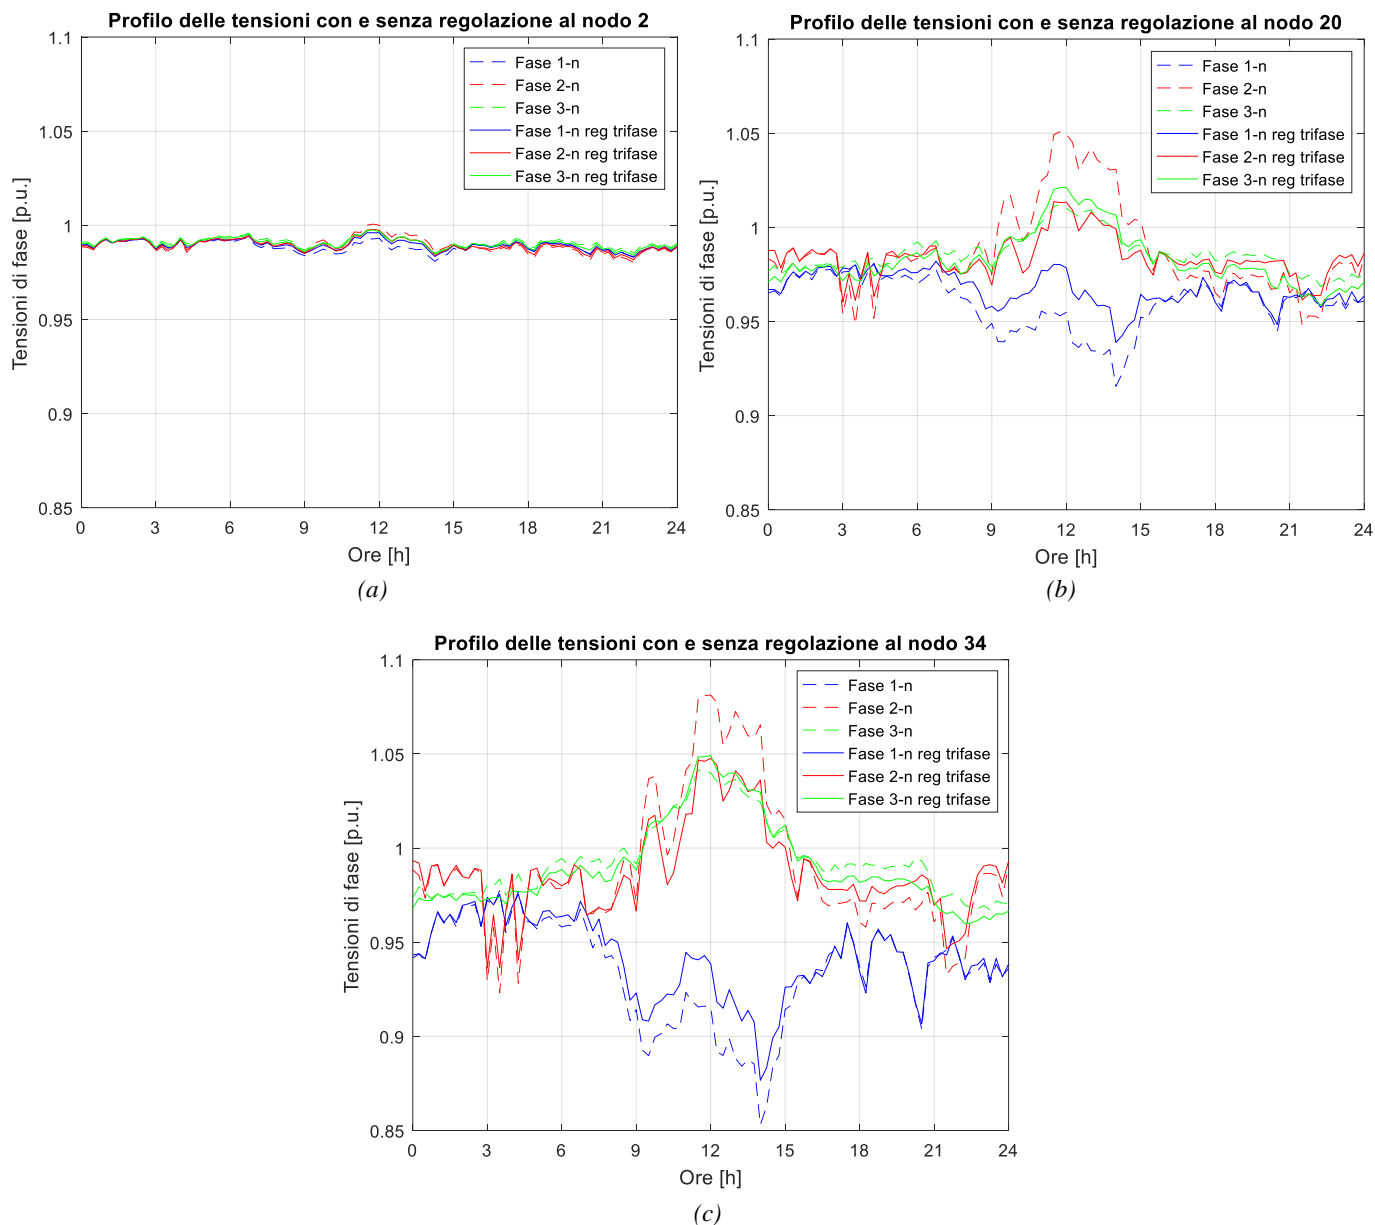 Profilo delle tensioni con e senza regolazione al nodo 2
1.1
1.05
1
0.95
0.9
0.85
Tensioni di fase [p.u.]
Fase 1-n
Fase 2-n
Fase 3-n
Fase 1-n reg trifase
Fase 2-n reg trifase
Fase 3-n reg trifase
0 3 6 9 12 15 18 21 24
Ore [h]
(a)
Profilo delle tensioni con e senza regolazione al nodo 20
1.1
1.05
1
0.95
0.9
0.85
Tensioni di fase [p.u.]
Fase 1-n
Fase 2-n
Fase 3-n
Fase 1-n reg trifase
Fase 2-n reg trifase
Fase 3-n reg trifase
0 3 6 9 12 15 18 21 24
Ore [h]
(b)
Profilo delle tensioni con e senza regolazione al nodo 34
1.1
1.05
1
0.95
0.9
0.85
Tensioni di fase [p.u.]
Fase 1-n
Fase 2-n
Fase 3-n
Fase 1-n reg trifase
Fase 2-n reg trifase
Fase 3-n reg trifase
0 3 6 9 12 15 18 21 24
Ore [h]
(c)